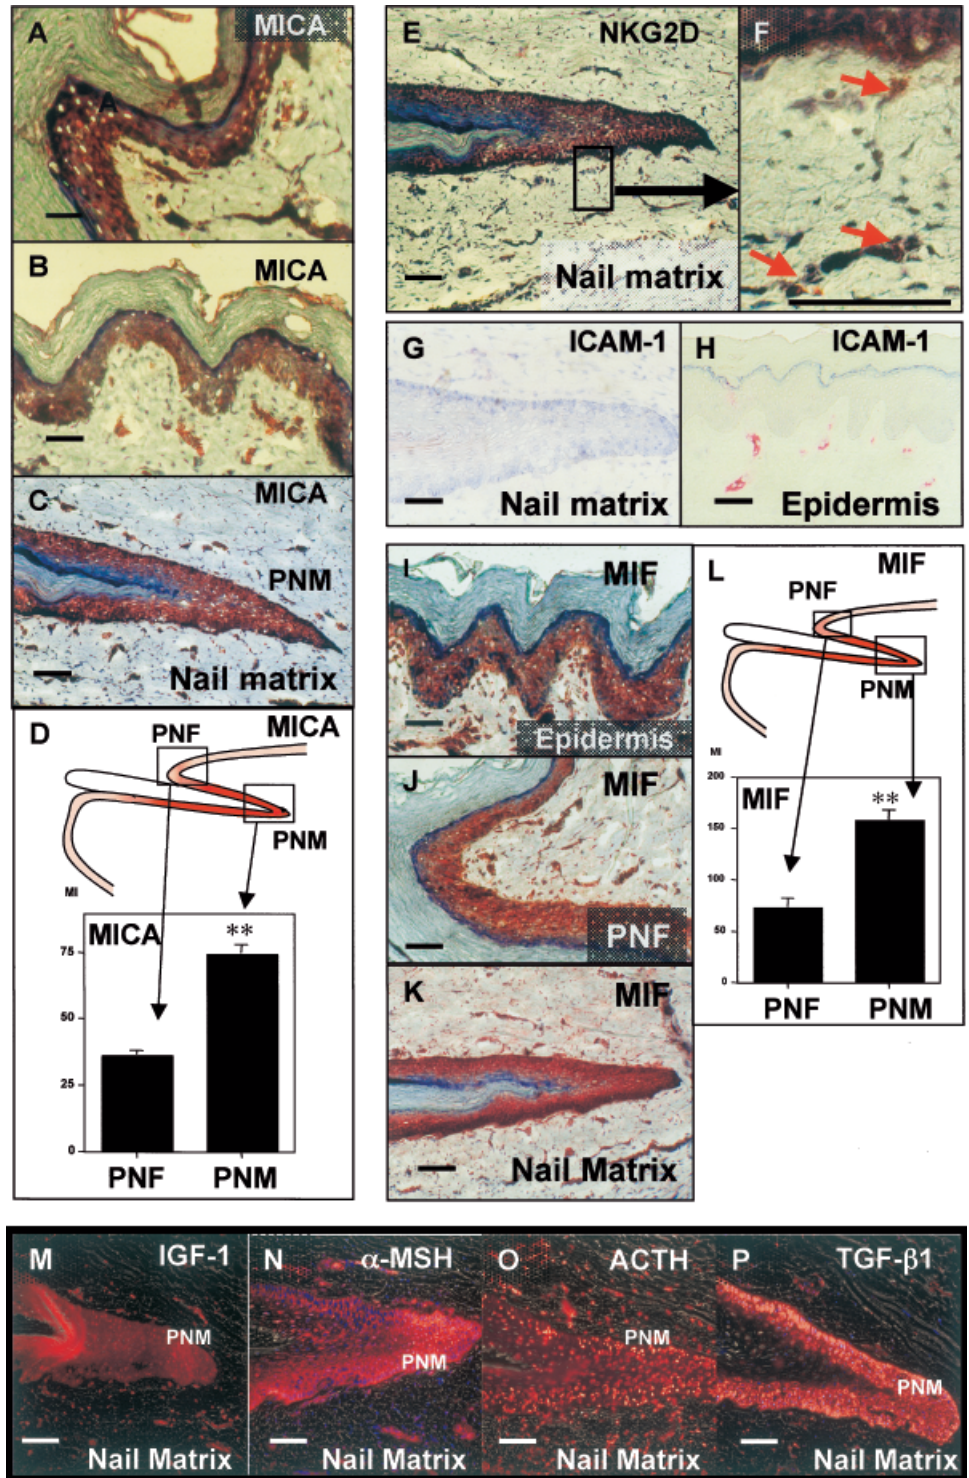 A
MICA
A
B
MICA
C
MICA
PNM
Nail matrix
D
PNF
MICA
PNM
MI
MICA
**
75
50
25
0
PNF
PNM
E
NKG2D
Nail matrix
F
G
ICAM-1
Nail matrix
H
ICAM-1
Epidermis
I
MIF
Epidermis
J
MIF
PNF
K
MIF
Nail Matrix
L
MIF
PNF
PNM
MI
200
MIF
**
150
100
50
0
PNF
PNM
M
IGF-1
PNM
Nail Matrix
N
α-MSH
PNM
Nail Matrix
O
ACTH
PNM
Nail Matrix
P
TGF-β1
PNM
Nail Matrix